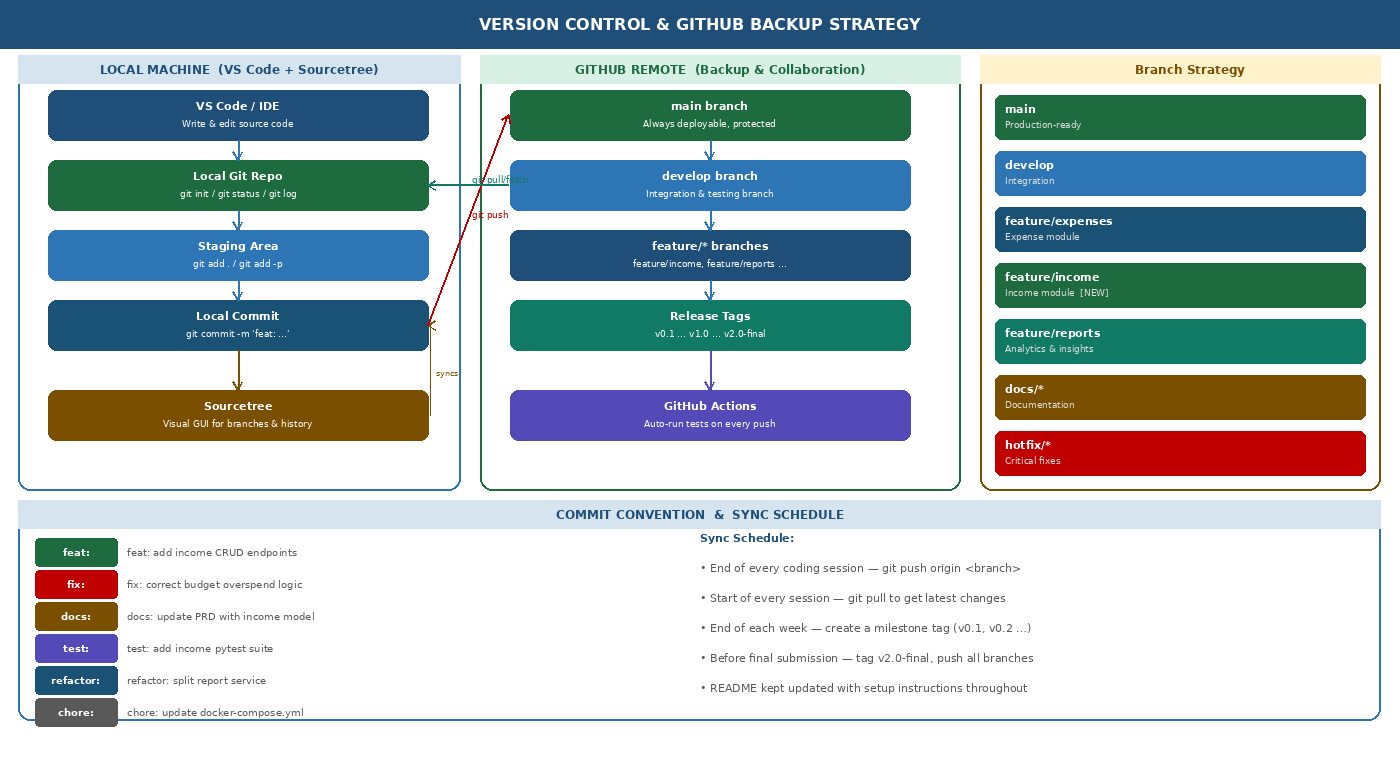 VERSION CONTROL & GITHUB BACKUP STRATEGY
LOCAL MACHINE (VS Code + Sourcetree)
VS Code / IDE
Write & edit source code
Local Git Repo
git init / git status / git log
Staging Area
git add . / git add -p
Local Commit
git commit -m 'feat: ...'
Sourcetree
Visual GUI for branches & history
syncs
git pull/fetch
git push
GITHUB REMOTE (Backup & Collaboration)
main branch
Always deployable, protected
develop branch
Integration & testing branch
feature/* branches
feature/income, feature/reports ...
Release Tags
v0.1 ... v1.0 ... v2.0-final
GitHub Actions
Auto-run tests on every push
Branch Strategy
main
Production-ready
develop
Integration
feature/expenses
Expense module
feature/income
Income module [NEW]
feature/reports
Analytics & insights
docs/*
Documentation
hotfix/*
Critical fixes
COMMIT CONVENTION & SYNC SCHEDULE
feat: feat: add income CRUD endpoints
fix: fix: correct budget overspend logic
docs: docs: update PRD with income model
test: test: add income pytest suite
refactor: refactor: split report service
chore: chore: update docker-compose.yml
Sync Schedule:
• End of every coding session — git push origin <branch>
• Start of every session — git pull to get latest changes
• End of each week — create a milestone tag (v0.1, v0.2 ...)
• Before final submission — tag v2.0-final, push all branches
• README kept updated with setup instructions throughout